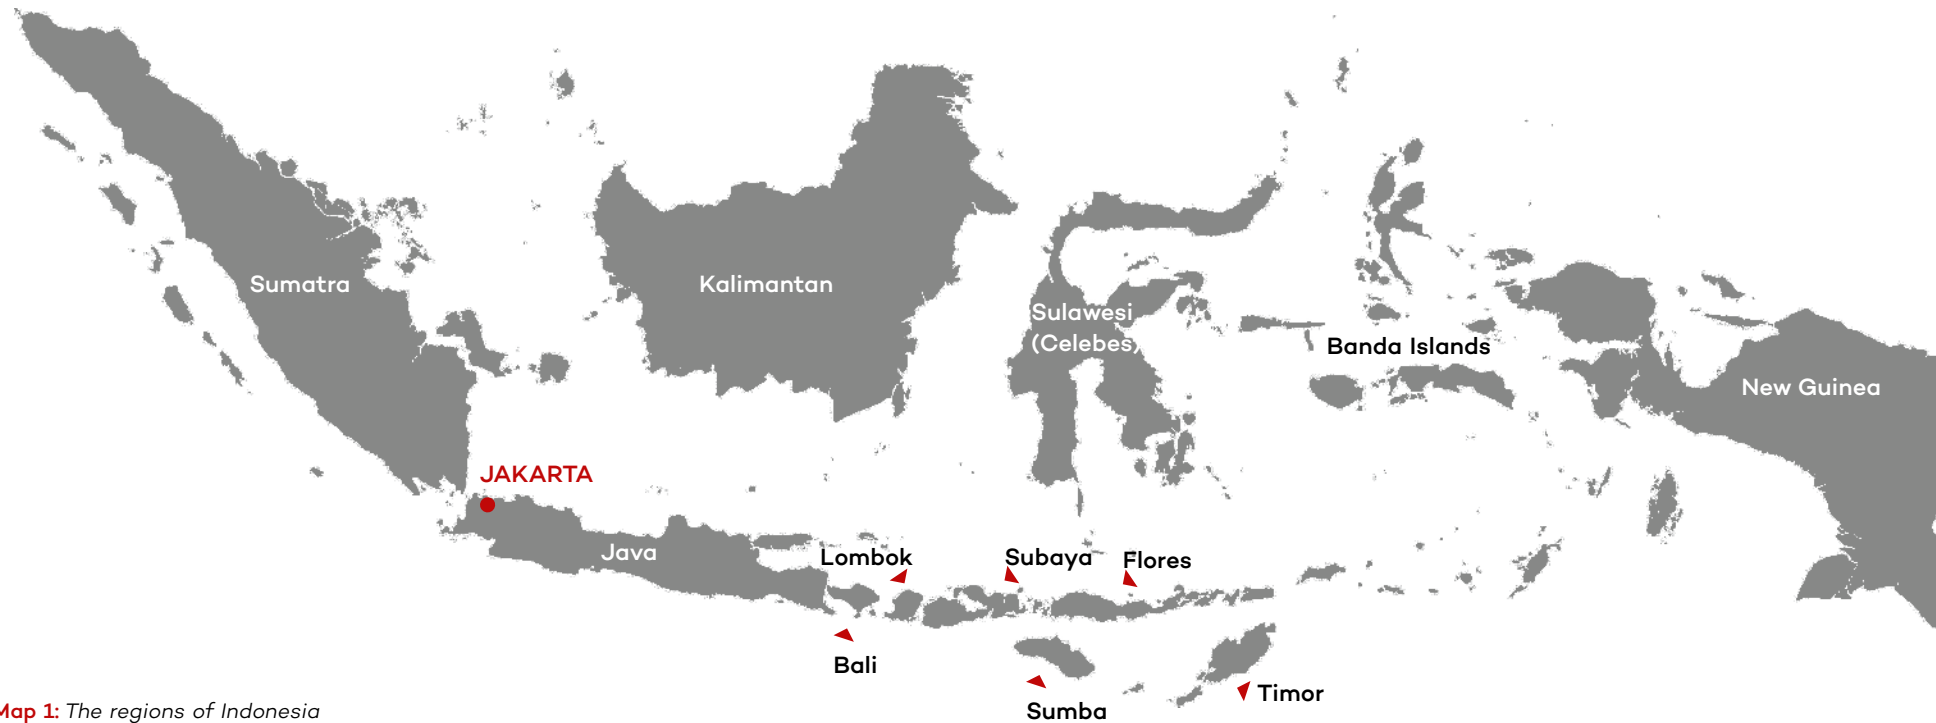 Sumatra
Kalimantan
Sulawesi
(Celebes)
Banda Islands
New Guinea
JAKARTA
Java
Lombok
Subaya
Flores
Bali
Sumba
Timor
Map 1: The regions of Indonesia